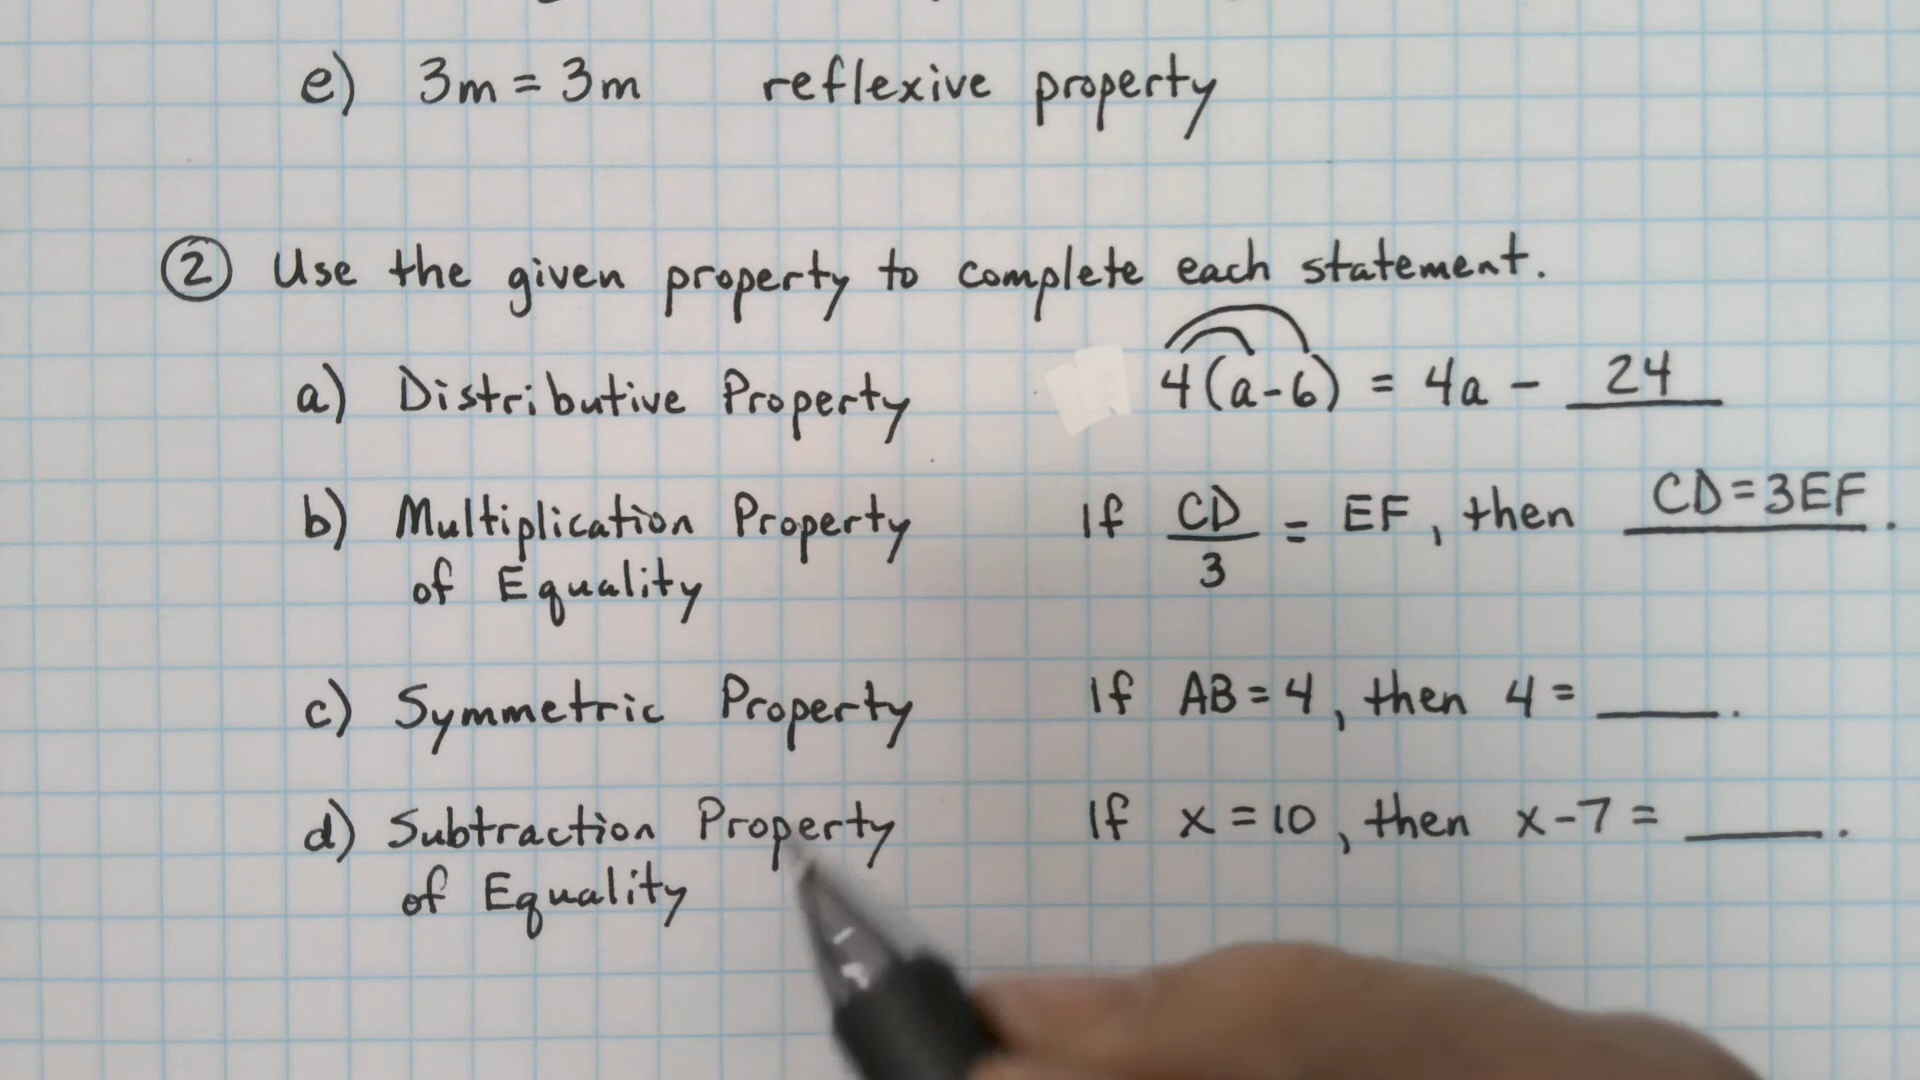 e) 3m = 3m reflexive property
② Use the given property to complete each statement.
a) Distributive Property 4(a-6) = 4a - 24
b) Multiplication Property of Equality If CD/3 = EF, then CD=3EF.
c) Symmetric Property If AB=4, then 4 = ____.
d) Subtraction Property of Equality If x=10, then x-7= ____.